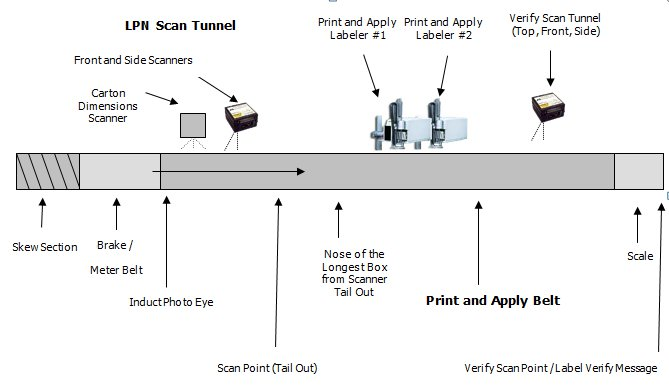 LPN Scan Tunnel
Print and Apply
Labeler #1
Print and Apply
Labeler #2
Verify Scan Tunnel
(Top, Front, Side)
Front and Side Scanners
Carton
Dimensions
Scanner
Skew Section
Brake /
Meter Belt
Induct Photo Eye
Nose of the
Longest Box
from Scanner
Tail Out
Print and Apply Belt
Scale
Scan Point (Tail Out)
Verify Scan Point / Label Verify Message